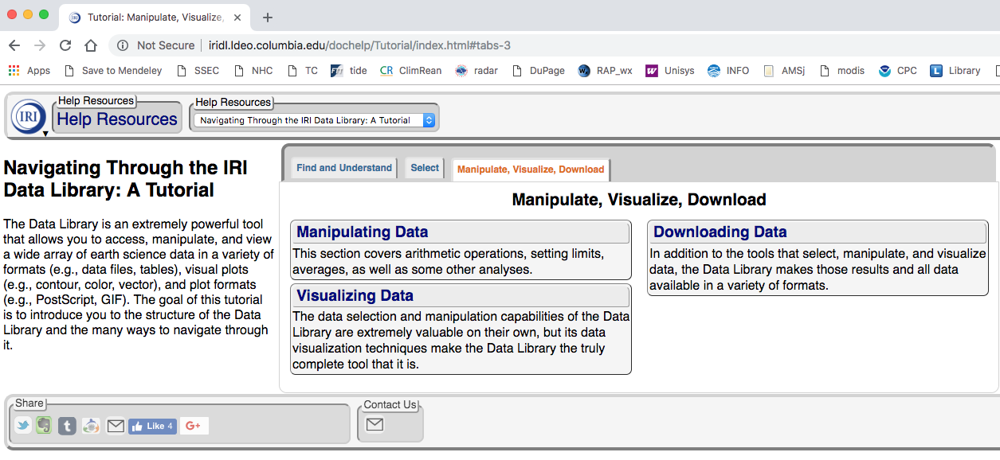 Tutorial: Manipulate, Visualize,
Not Secure iridl.ldeo.columbia.edu/dochelp/Tutorial/index.html#tabs-3
Apps Save to Mendeley SSEC NHC TC FTI tide CR ClimRean radar DuPage RAP_wx W Unisys INFO AMSj modis CPC L Library
IRI
Help Resources
Help Resources
Help Resources
Navigating Through the IRI Data Library: A Tutorial
Navigating Through the IRI
Data Library: A Tutorial
The Data Library is an extremely powerful tool
that allows you to access, manipulate, and view
a wide array of earth science data in a variety of
formats (e.g., data files, tables), visual plots
(e.g., contour, color, vector), and plot formats
(e.g., PostScript, GIF). The goal of this tutorial
is to introduce you to the structure of the Data
Library and the many ways to navigate through
it.
Find and Understand Select Manipulate, Visualize, Download
Manipulate, Visualize, Download
Manipulating Data
This section covers arithmetic operations, setting limits,
averages, as well as some other analyses.
Visualizing Data
The data selection and manipulation capabilities of the Data
Library are extremely valuable on their own, but its data
visualization techniques make the Data Library the truly
complete tool that it is.
Downloading Data
In addition to the tools that select, manipulate, and visualize
data, the Data Library makes those results and all data
available in a variety of formats.
Share
t Like 4 G+
Contact Us